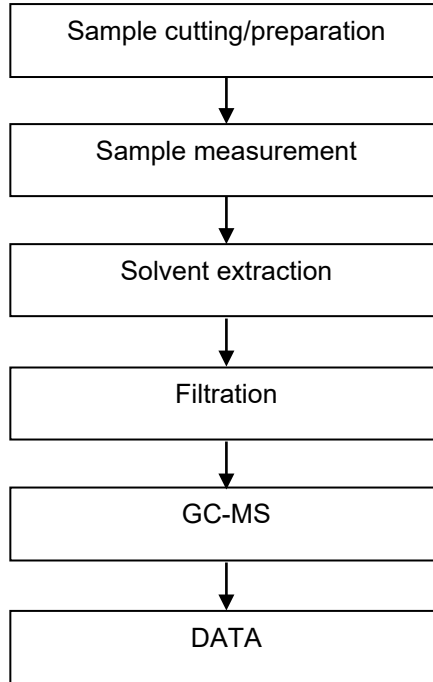 Sample cutting/preparation
Sample measurement
Solvent extraction
Filtration
GC-MS
DATA